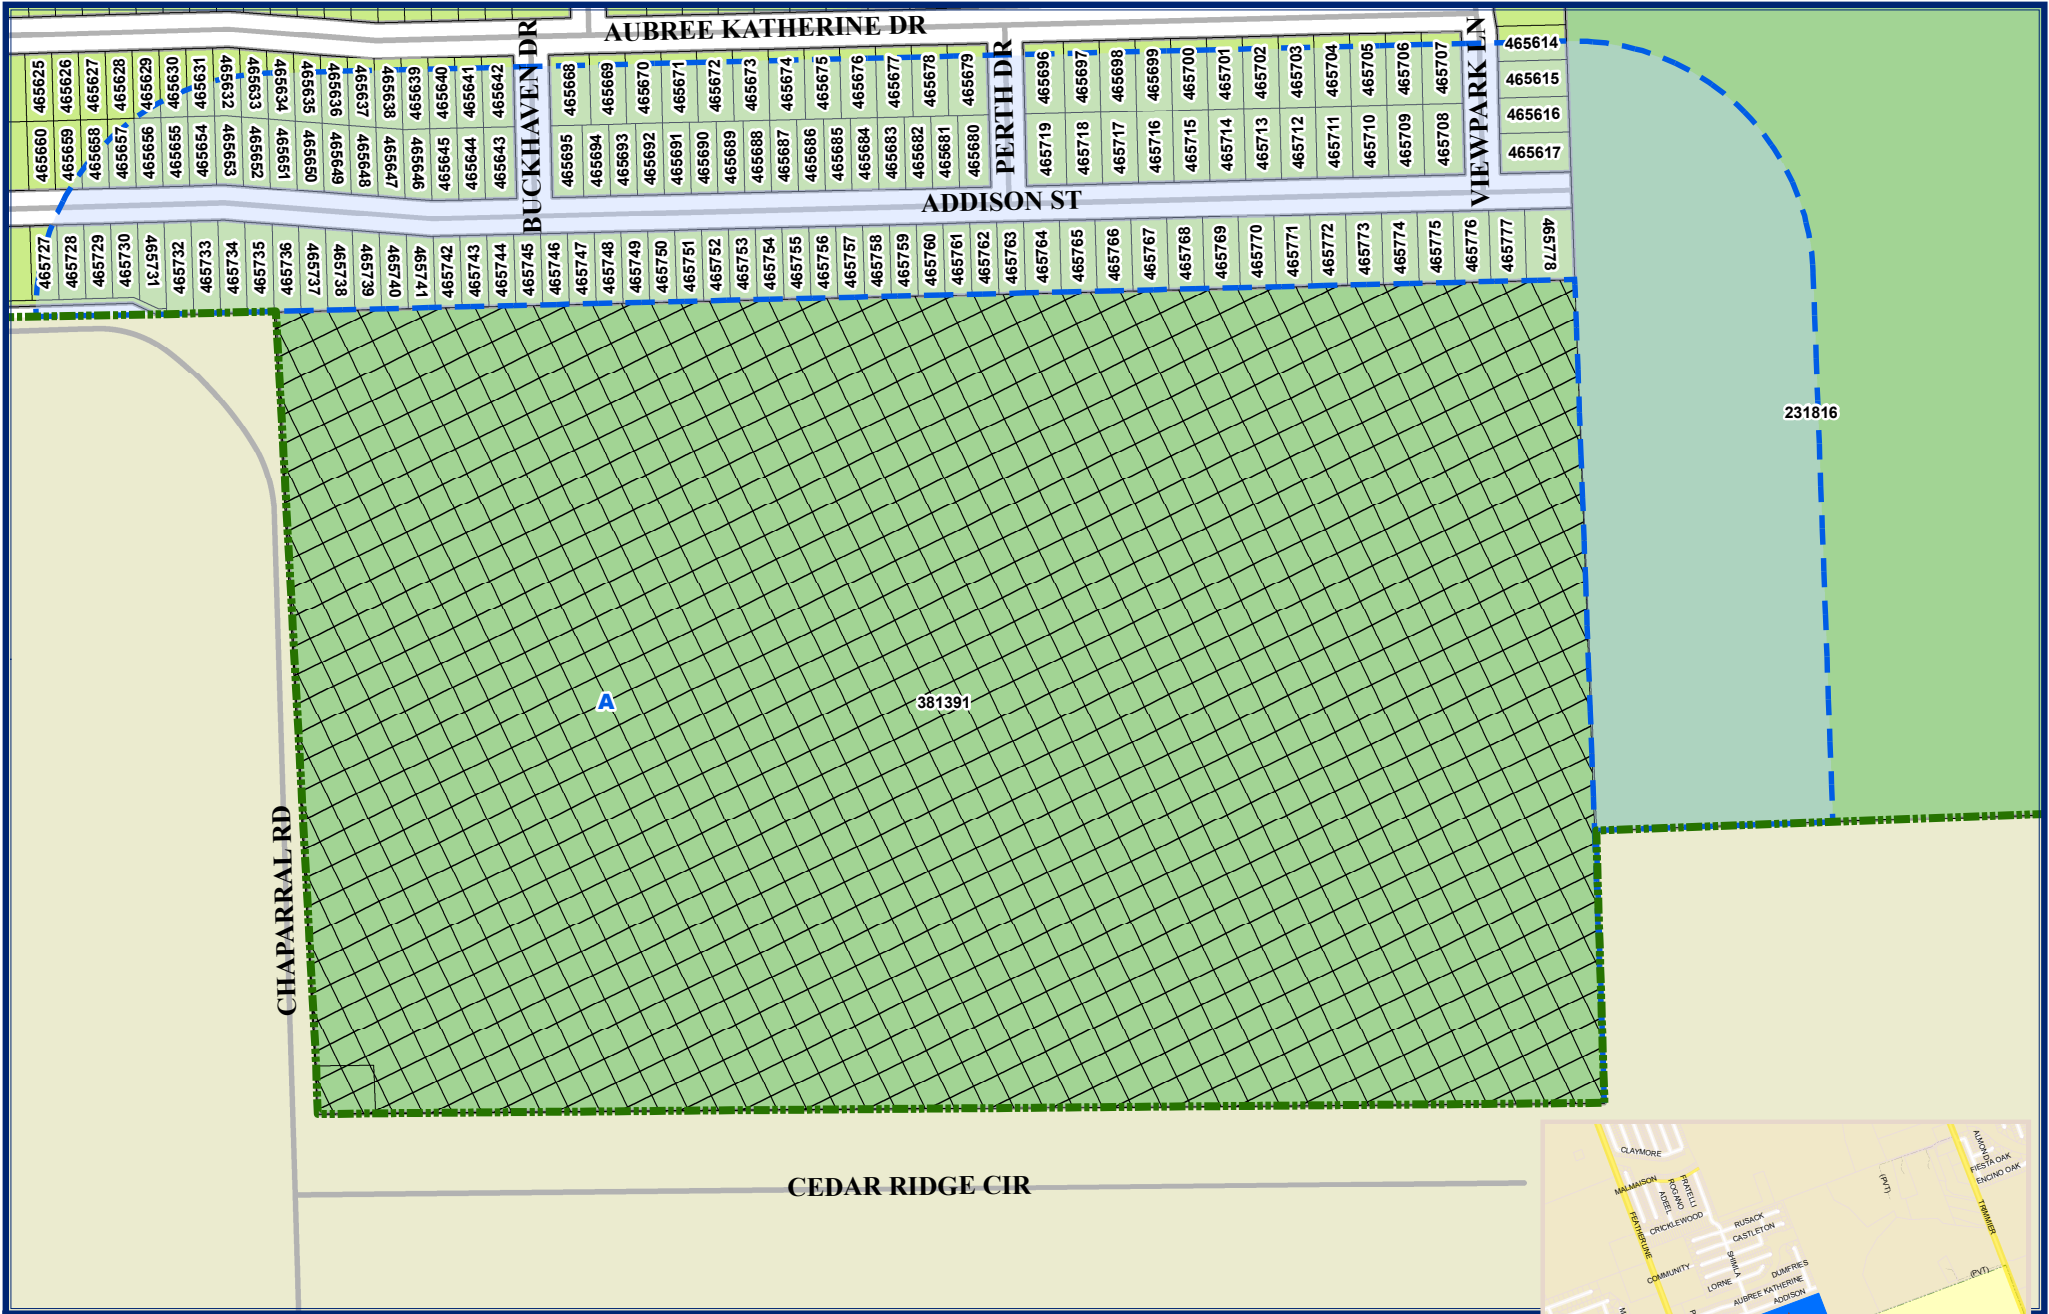 AUBREE KATHERINE DR
BUCKHAVEN DR
PERTH DR
VIEWPARK LN
465625 465626 465627 465628 465629 465630 465631 465632 465633 465634 465635 465636 465637 465638 465639 465640 465641 465642
465668 465669 465670 465671 465672 465673 465674 465675 465676 465677 465678 465679
465696 465697 465698 465699 465700 465701 465702 465703 465704 465705 465706 465707
465614
465615
465616
465617
465660 465659 465658 465657 465656 465655 465654 465653 465652 465651 465650 465649 465648 465647 465646 465645 465644 465643
465695 465694 465693 465692 465691 465690 465689 465688 465687 465686 465685 465684 465683 465682 465681 465680
465719 465718 465717 465716 465715 465714 465713 465712 465711 465710 465709 465708
ADDISON ST
465727 465728 465729 465730 465731 465732 465733 465734 465735 465736 465737 465738 465739 465740 465741 465742 465743 465744 465745 465746 465747 465748 465749 465750 465751 465752 465753 465754 465755 465756 465757 465758 465759 465760 465761 465762 465763 465764 465765 465766 465767 465768 465769 465770 465771 465772 465773 465774 465775 465776 465777 465778
231816
A
381391
CHAPARRAL RD
CEDAR RIDGE CIR
CLAYMORE
MALMAISON
FRATELLI
ROGANO
ADEEL
CRICKLEWOOD
FEATHERLINE
RUSACK
CASTLETON
SHIMLA
COMMUNITY
LORNE
DUMFRIES
AUBREE KATHERINE
ADDISON
(PVT)
ALMOND
FIESTA OAK
ENCINO OAK
TRIMMIER
(PVT)